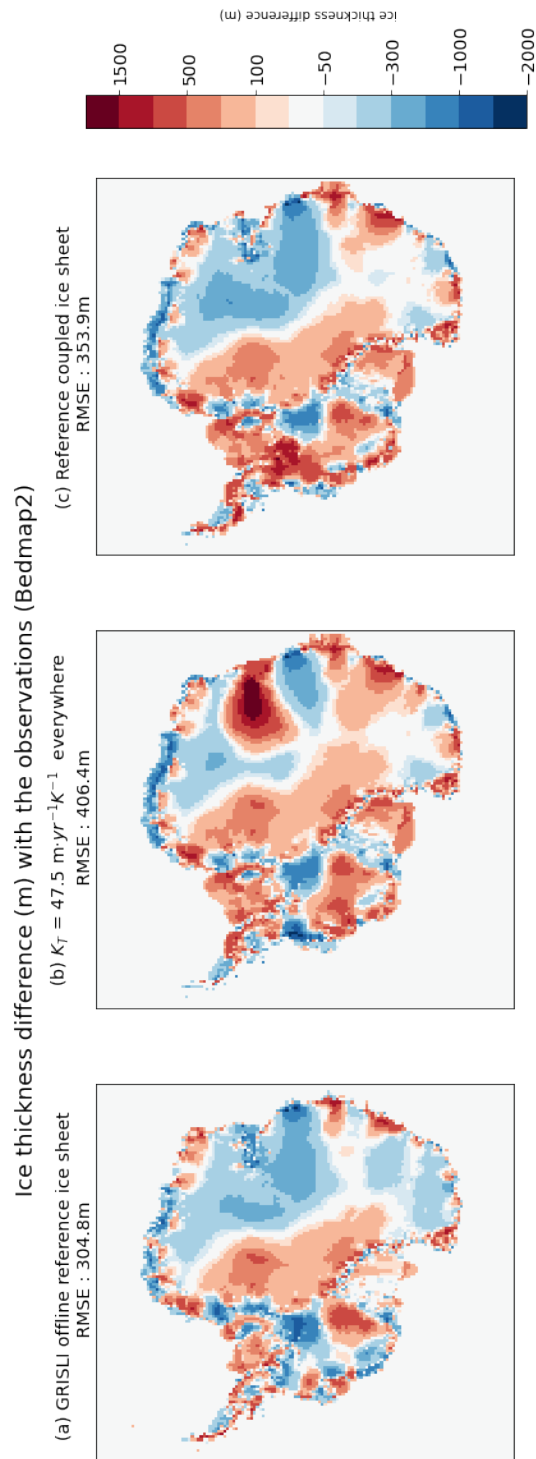 Ice thickness difference (m) with the observations (Bedmap2)
(a) GRISLI offline reference ice sheet
RMSE : 304.8m
(b) K_T = 47.5 m·yr⁻¹K⁻¹ everywhere
RMSE : 406.4m
(c) Reference coupled ice sheet
RMSE : 353.9m
1500
500
100
−50
−300
−1000
−2000
ice thickness difference (m)